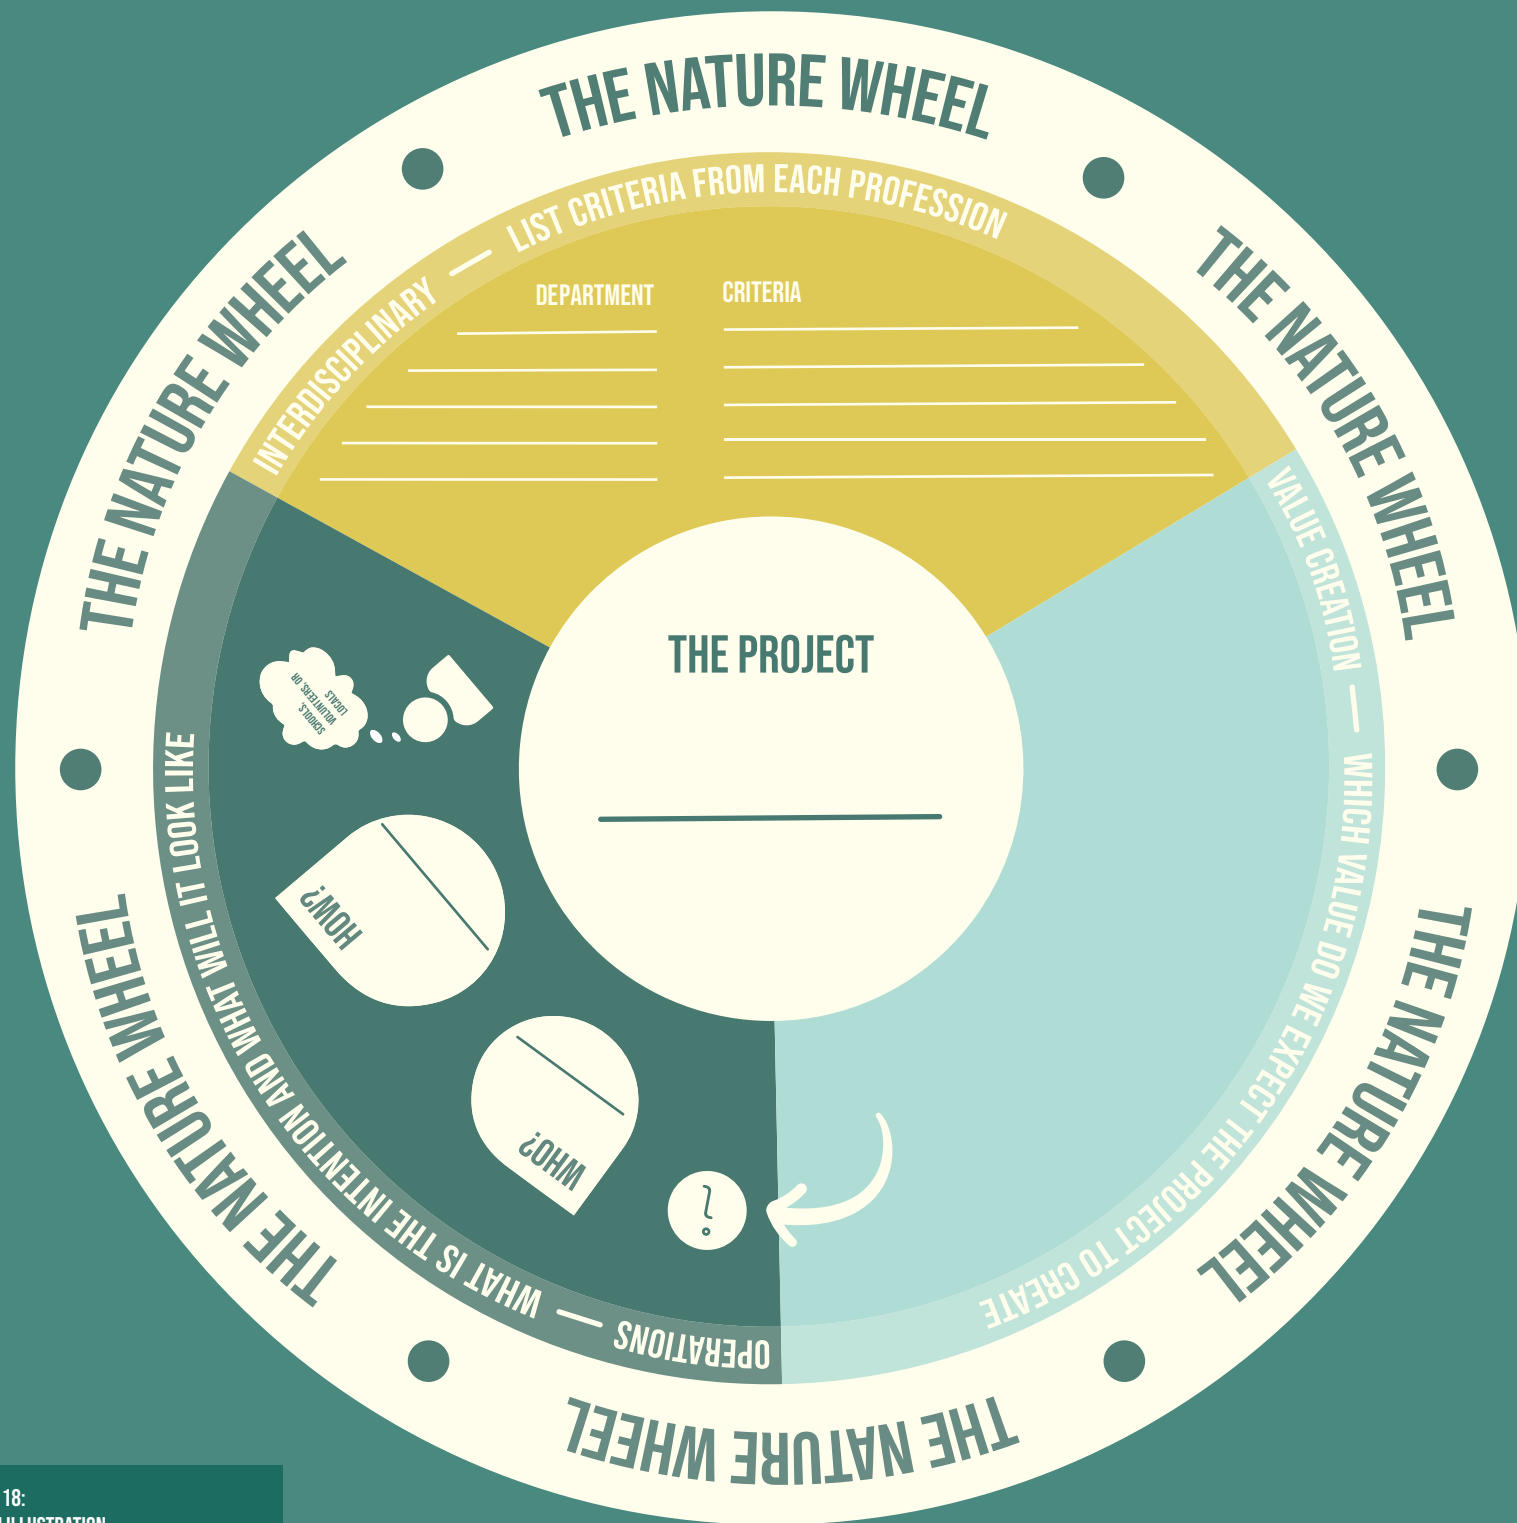 THE NATURE WHEEL
THE NATURE WHEEL
THE NATURE WHEEL
THE NATURE WHEEL
THE NATURE WHEEL
THE NATURE WHEEL
INTERDISCIPLINARY — LIST CRITERIA FROM EACH PROFESSION
DEPARTMENT
CRITERIA
VALUE CREATION — WHICH VALUE DO WE EXPECT THE PROJECT TO CREATE
THE PROJECT
OPERATIONS — WHAT IS THE INTENTION AND WHAT WILL IT LOOK LIKE
?
WHO?
HOW?
SCHOOLS,
VOLUNTEERS, OR
LOCALS
18:
ILLUSTRATION